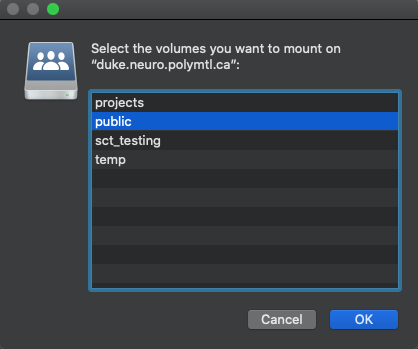 Select the volumes you want to mount on
“duke.neuro.polymtl.ca”:
projects
public
sct_testing
temp
Cancel
OK